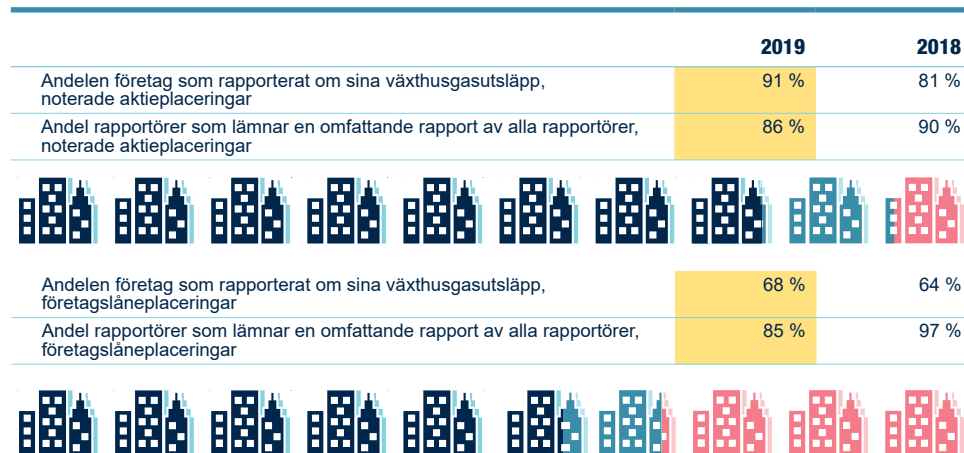 2019 2018
Andelen företag som rapporterat om sina växthusgasutsläpp, 91 % 81 %
noterade aktieplaceringar
Andel rapportörer som lämnar en omfattande rapport av alla rapportörer, 86 % 90 %
noterade aktieplaceringar
Andelen företag som rapporterat om sina växthusgasutsläpp, 68 % 64 %
företagslåneplaceringar
Andel rapportörer som lämnar en omfattande rapport av alla rapportörer, 85 % 97 %
företagslåneplaceringar